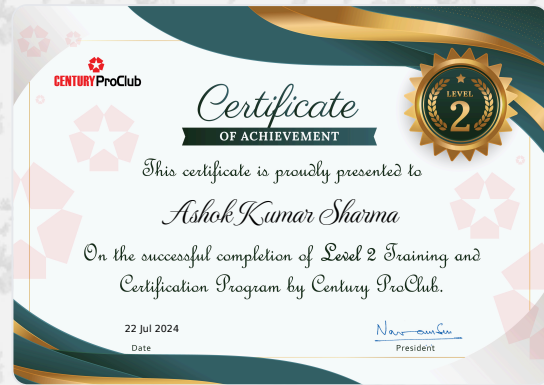 CENTURY ProClub
Certificate
OF ACHIEVEMENT
LEVEL
2
This certificate is proudly presented to
Ashok Kumar Sharma
On the successful completion of Level 2 Training and
Certification Program by Century ProClub.
22 Jul 2024
Date
President